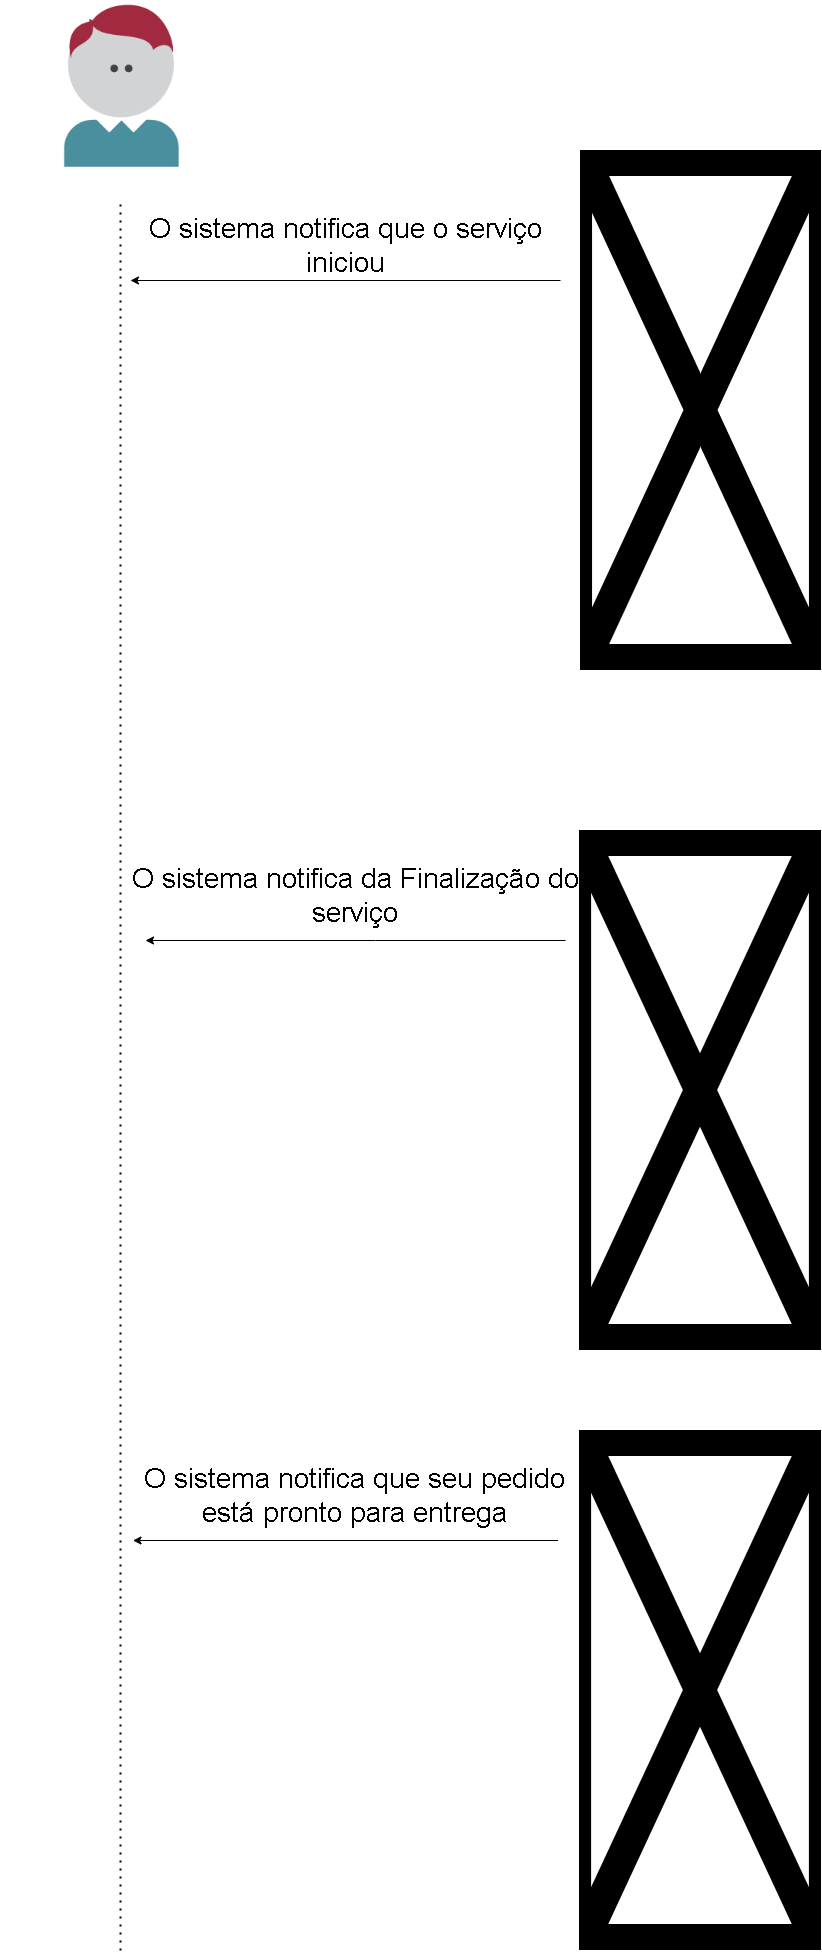 O sistema notifica que o serviço
iniciou
O sistema notifica da Finalização do
serviço
O sistema notifica que seu pedido
está pronto para entrega